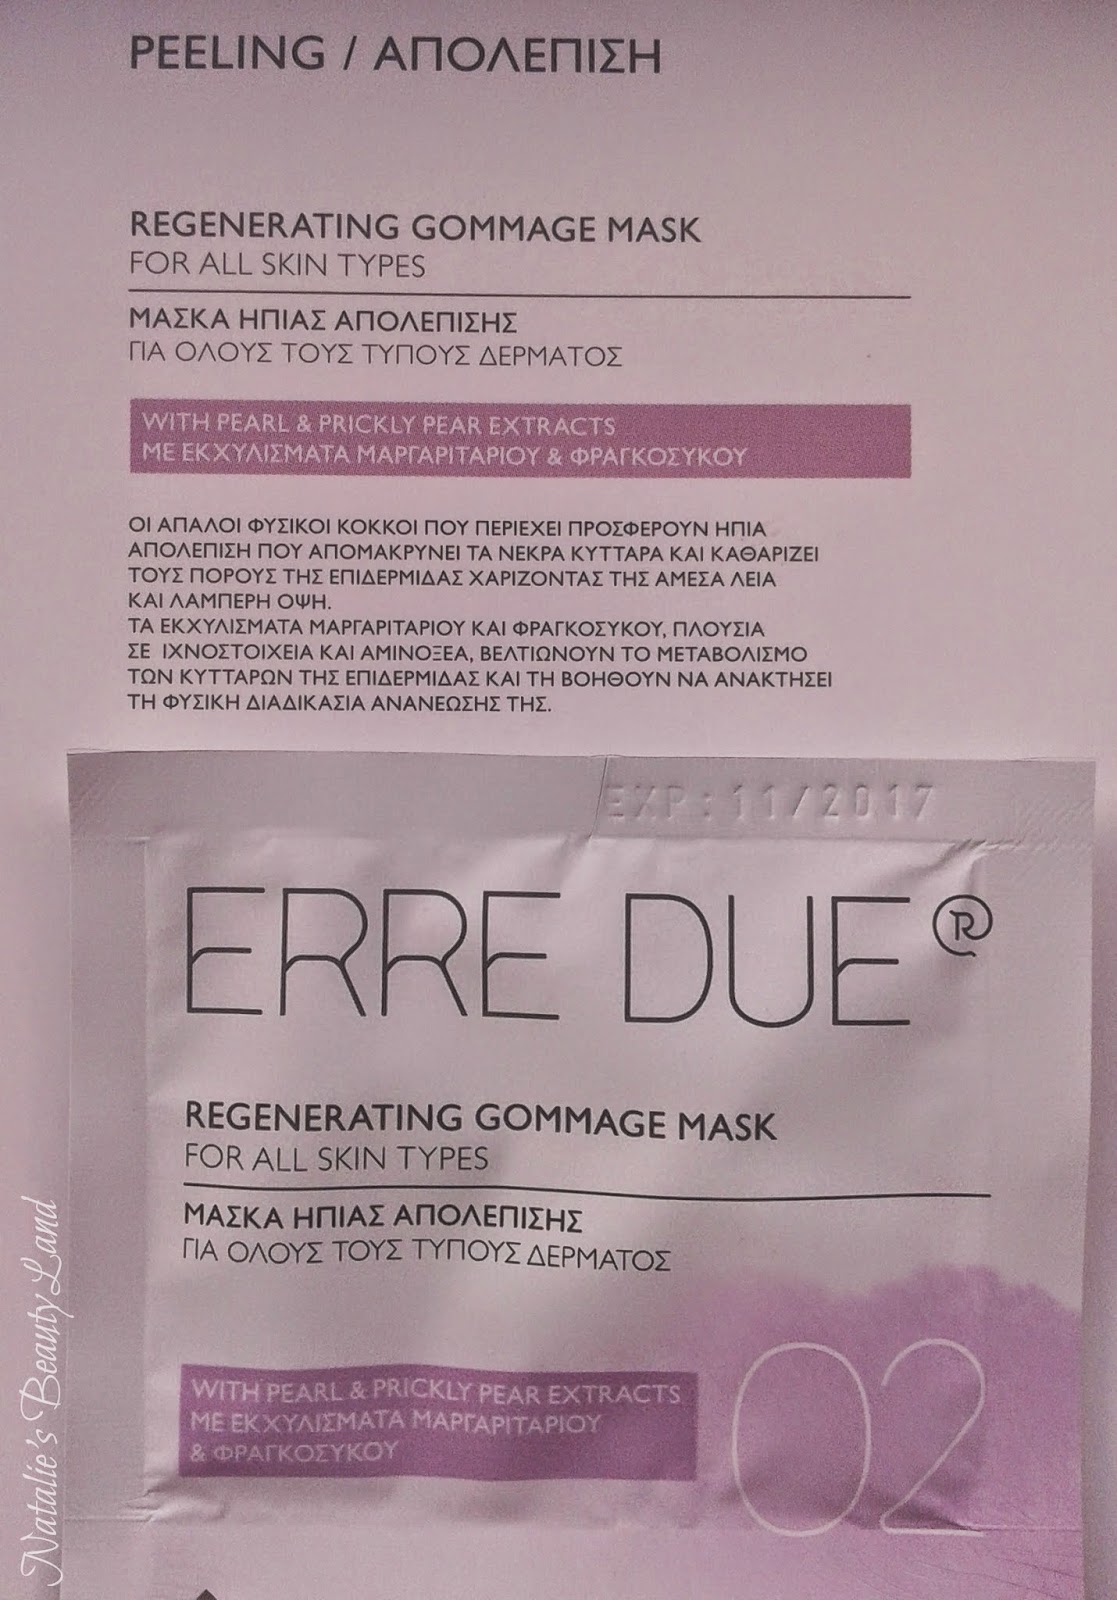 PEELING / ΑΠΟΛΕΠΙΣΗ
REGENERATING GOMMAGE MASK
FOR ALL SKIN TYPES
ΜΑΣΚΑ ΗΠΙΑΣ ΑΠΟΛΕΠΙΣΗΣ
ΓΙΑ ΟΛΟΥΣ ΤΟΥΣ ΤΥΠΟΥΣ ΔΕΡΜΑΤΟΣ
WITH PEARL & PRICKLY PEAR EXTRACTS
ΜΕ ΕΚΧΥΛΙΣΜΑΤΑ ΜΑΡΓΑΡΙΤΑΡΙΟΥ & ΦΡΑΓΚΟΣΥΚΟΥ
ΟΙ ΑΠΑΛΟΙ ΦΥΣΙΚΟΙ ΚΟΚΚΟΙ ΠΟΥ ΠΕΡΙΕΧΕΙ ΠΡΟΣΦΕΡΟΥΝ ΗΠΙΑ
ΑΠΟΛΕΠΙΣΗ ΠΟΥ ΑΠΟΜΑΚΡΥΝΕΙ ΤΑ ΝΕΚΡΑ ΚΥΤΤΑΡΑ ΚΑΙ ΚΑΘΑΡΙΖΕΙ
ΤΟΥΣ ΠΟΡΟΥΣ ΤΗΣ ΕΠΙΔΕΡΜΙΔΑΣ ΧΑΡΙΖΟΝΤΑΣ ΤΗΣ ΑΜΕΣΑ ΛΕΙΑ
ΚΑΙ ΛΑΜΠΕΡΗ ΟΨΗ.
ΤΑ ΕΚΧΥΛΙΣΜΑΤΑ ΜΑΡΓΑΡΙΤΑΡΙΟΥ ΚΑΙ ΦΡΑΓΚΟΣΥΚΟΥ, ΠΛΟΥΣΙΑ
ΣΕ ΙΧΝΟΣΤΟΙΧΕΙΑ ΚΑΙ ΑΜΙΝΟΞΕΑ, ΒΕΛΤΙΩΝΟΥΝ ΤΟ ΜΕΤΑΒΟΛΙΣΜΟ
ΤΩΝ ΚΥΤΤΑΡΩΝ ΤΗΣ ΕΠΙΔΕΡΜΙΔΑΣ ΚΑΙ ΤΗ ΒΟΗΘΟΥΝ ΝΑ ΑΝΑΚΤΗΣΕΙ
ΤΗ ΦΥΣΙΚΗ ΔΙΑΔΙΚΑΣΙΑ ΑΝΑΝΕΩΣΗΣ ΤΗΣ.
EXP: 11/2017
ERRE DUE R
REGENERATING GOMMAGE MASK
FOR ALL SKIN TYPES
ΜΑΣΚΑ ΗΠΙΑΣ ΑΠΟΛΕΠΙΣΗΣ
ΓΙΑ ΟΛΟΥΣ ΤΟΥΣ ΤΥΠΟΥΣ ΔΕΡΜΑΤΟΣ
WITH PEARL & PRICKLY PEAR EXTRACTS
ΜΕ ΕΚΧΥΛΙΣΜΑΤΑ ΜΑΡΓΑΡΙΤΑΡΙΟΥ
& ΦΡΑΓΚΟΣΥΚΟΥ
02
Natalie's Beauty Land